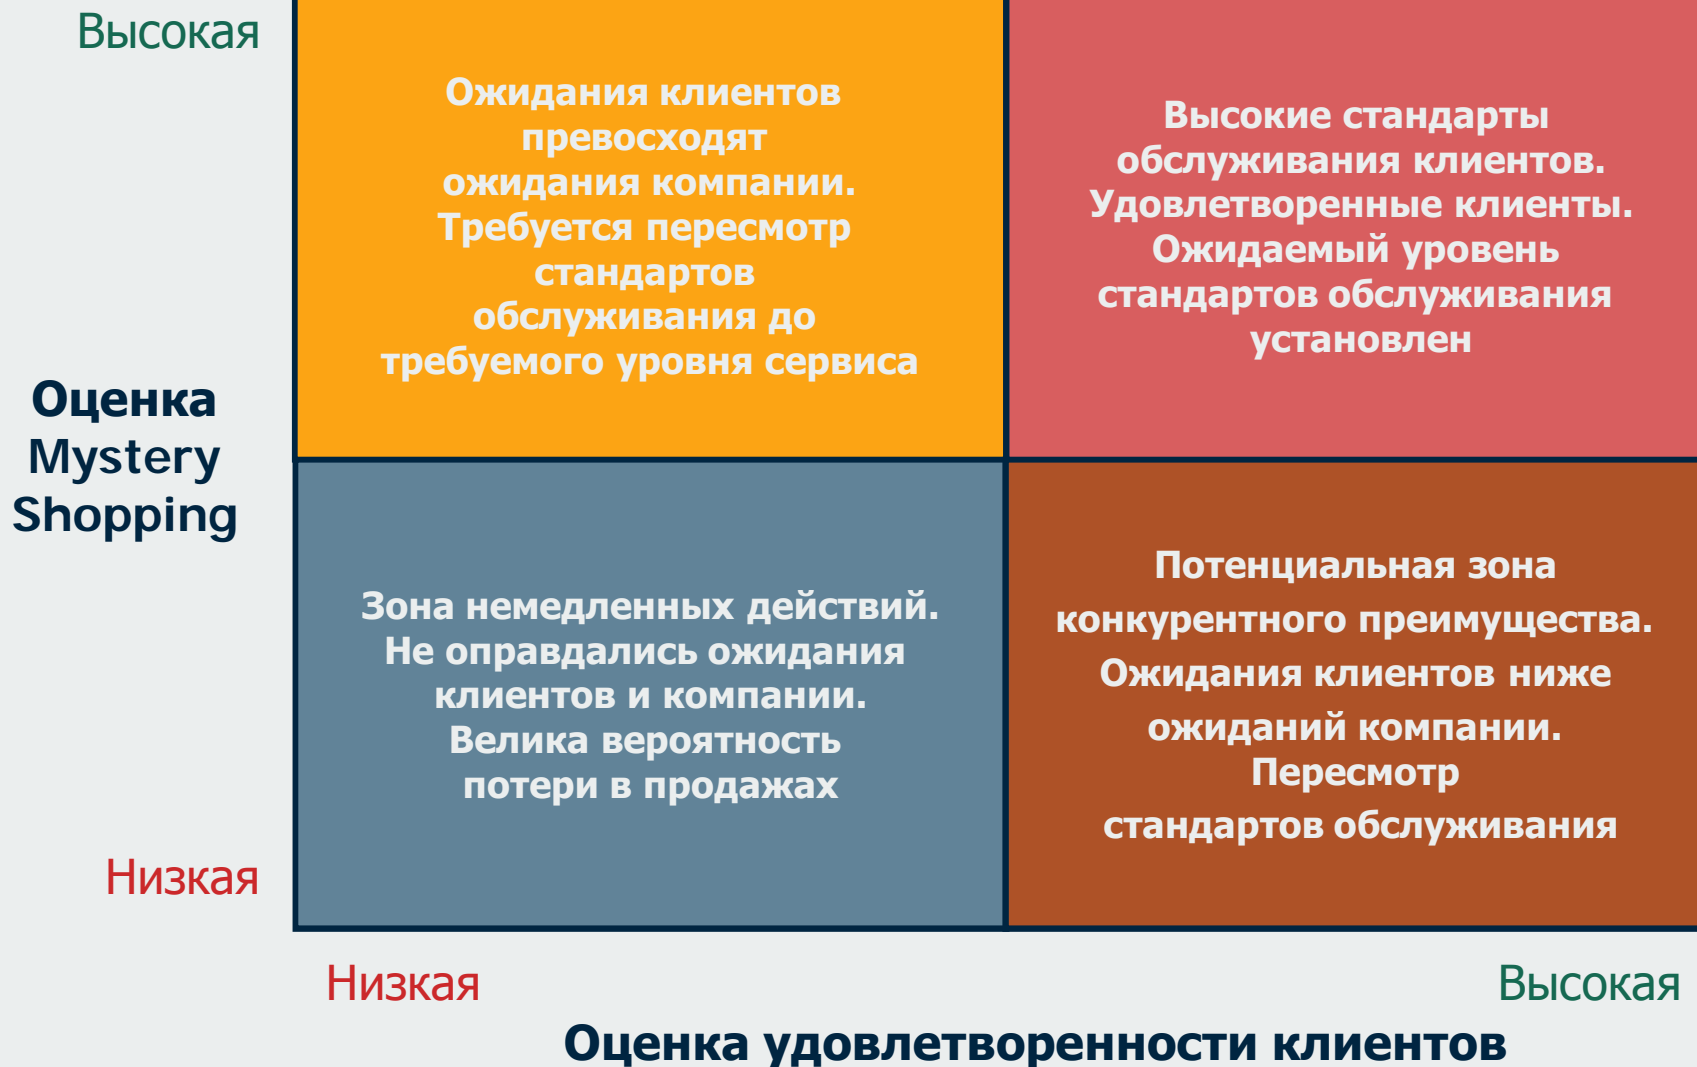 Высокая
Ожидания клиентов
превосходят
ожидания компании.
Требуется пересмотр
стандартов
обслуживания до
требуемого уровня сервиса
Высокие стандарты
обслуживания клиентов.
Удовлетворенные клиенты.
Ожидаемый уровень
стандартов обслуживания
установлен
Оценка
Mystery
Shopping
Зона немедленных действий.
Не оправдались ожидания
клиентов и компании.
Велика вероятность
потери в продажах
Потенциальная зона
конкурентного преимущества.
Ожидания клиентов ниже
ожиданий компании.
Пересмотр
стандартов обслуживания
Низкая
Низкая
Высокая
Оценка удовлетворенности клиентов